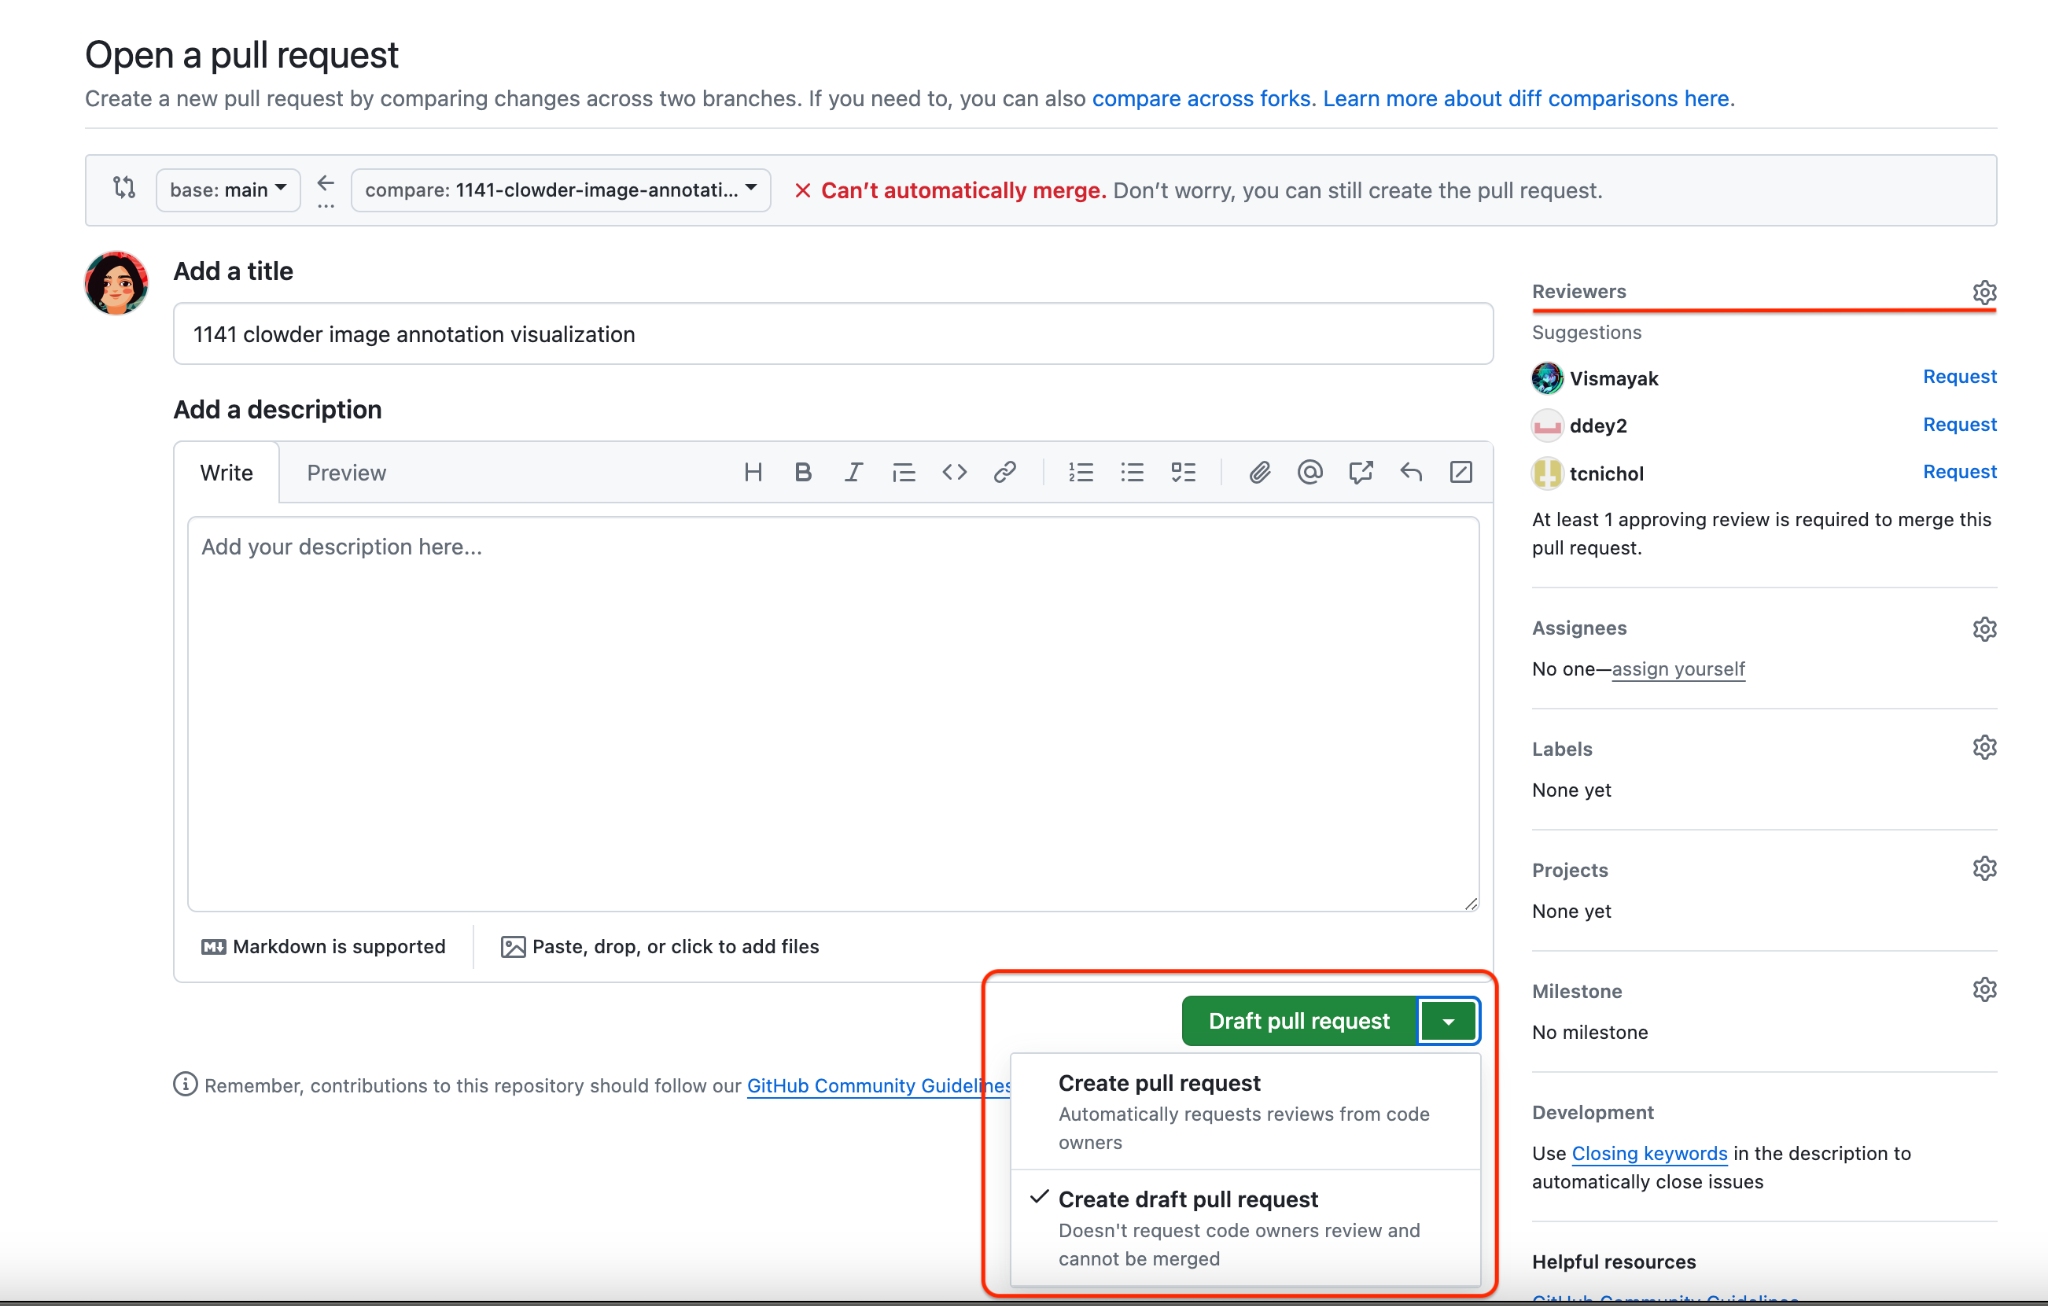 Open a pull request
Create a new pull request by comparing changes across two branches. If you need to, you can also compare across forks. Learn more about diff comparisons here.
base: main
compare: 1141-clowder-image-annotati...
Can’t automatically merge. Don’t worry, you can still create the pull request.
Add a title
1141 clowder image annotation visualization
Add a description
Write
Preview
Add your description here...
Markdown is supported
Paste, drop, or click to add files
Draft pull request
Remember, contributions to this repository should follow our GitHub Community Guidelines
Create pull request
Automatically requests reviews from code
owners
Create draft pull request
Doesn't request code owners review and
cannot be merged
Reviewers
Suggestions
Vismayak Request
ddey2 Request
tcnichol Request
At least 1 approving review is required to merge this
pull request.
Assignees
No one—assign yourself
Labels
None yet
Projects
None yet
Milestone
No milestone
Development
Use Closing keywords in the description to
automatically close issues
Helpful resources
GitHub Community Guidelines